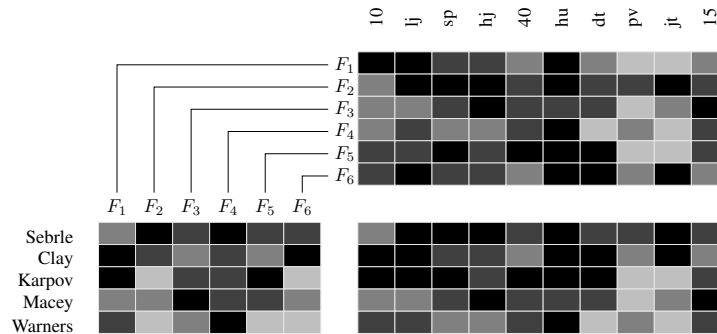 10 lj sp hj 40 hu dt pv jt 15
F1
F2
F3
F4
F5
F6
F1 F2 F3 F4 F5 F6
Sebrle
Clay
Karpov
Macey
Warners